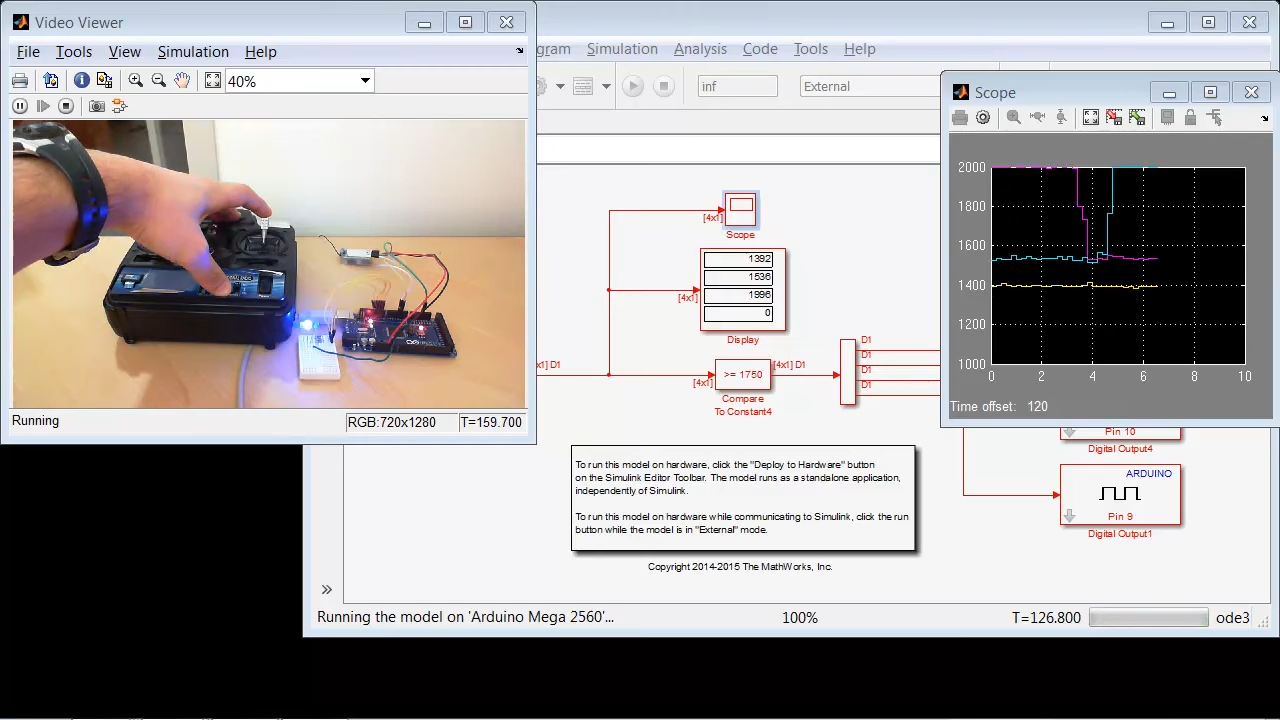 Video Viewer
File Tools View Simulation Help
40%
Running
RGB:720x1280 T=159.700
gram Simulation Analysis Code Tools Help
inf
External
Scope
2000
1800
1600
1400
1200
1000
0 2 4 6 8 10
Time offset: 120
[4x1]
Scope
1392
1536
1996
0
[4x1]
Display
x1] D1
>= 1750
[4x1]
[4x1] D1
Compare
To Constant4
D1
D1
D1
D1
Pin 10
Digital Output4
ARDUINO
Pin 9
Digital Output1
To run this model on hardware, click the "Deploy to Hardware" button
on the Simulink Editor Toolbar. The model runs as a standalone application,
independently of Simulink.
To run this model on hardware while communicating to Simulink, click the run
button while the model is in "External" mode.
Copyright 2014-2015 The MathWorks, Inc.
»
Running the model on 'Arduino Mega 2560'...
100%
T=126.800
ode3